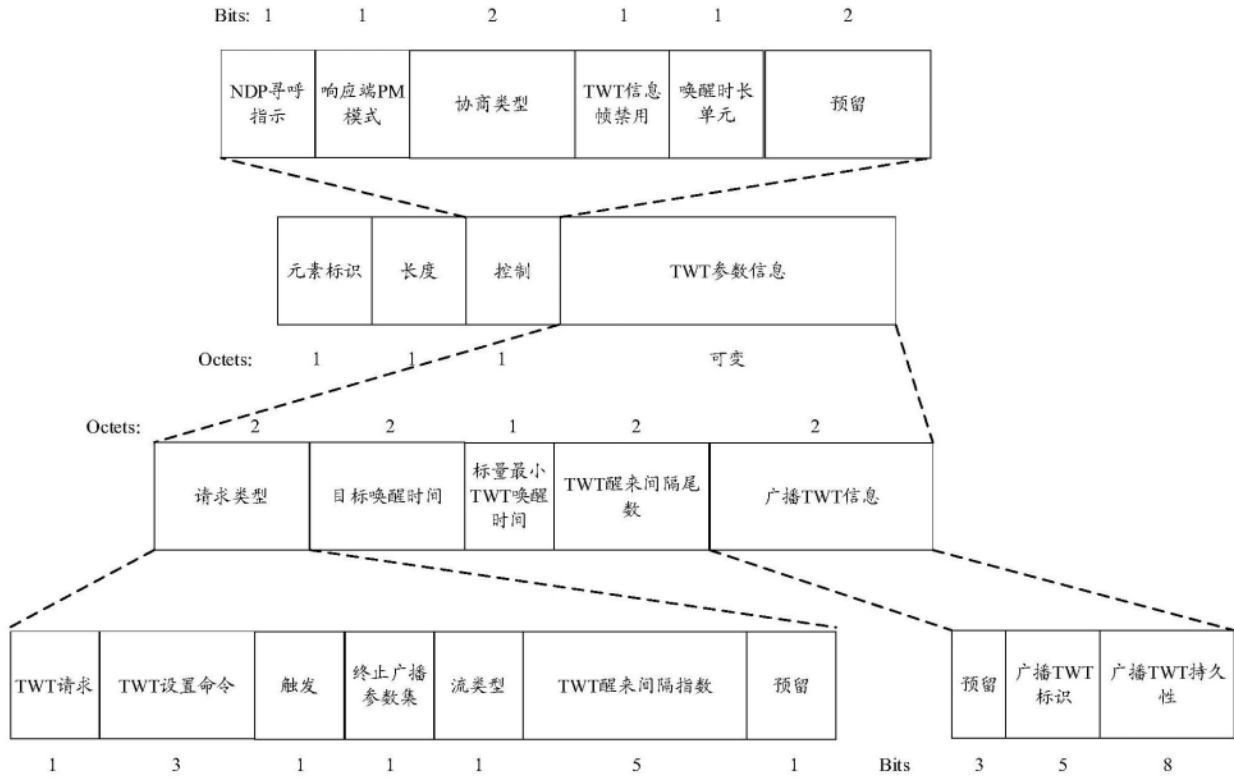 Bits: 1 1 2 1 1 2
NDP寻呼
指示
响应端PM
模式
协商类型
TWT信息
帧禁用
唤醒时长
单元
预留
元素标识
长度
控制
TWT参数信息
Octets: 1 1 1 可变
Octets: 2 2 1 2 2
请求类型
目标唤醒时间
标量最小
TWT唤醒
时间
TWT醒来间隔尾
数
广播TWT信息
TWT请求
TWT设置命令
触发
终止广播
参数集
流类型
TWT醒来间隔指数
预留
预留
广播TWT
标识
广播TWT持久
性
1 3 1 1 1 5 1 Bits 3 5 8